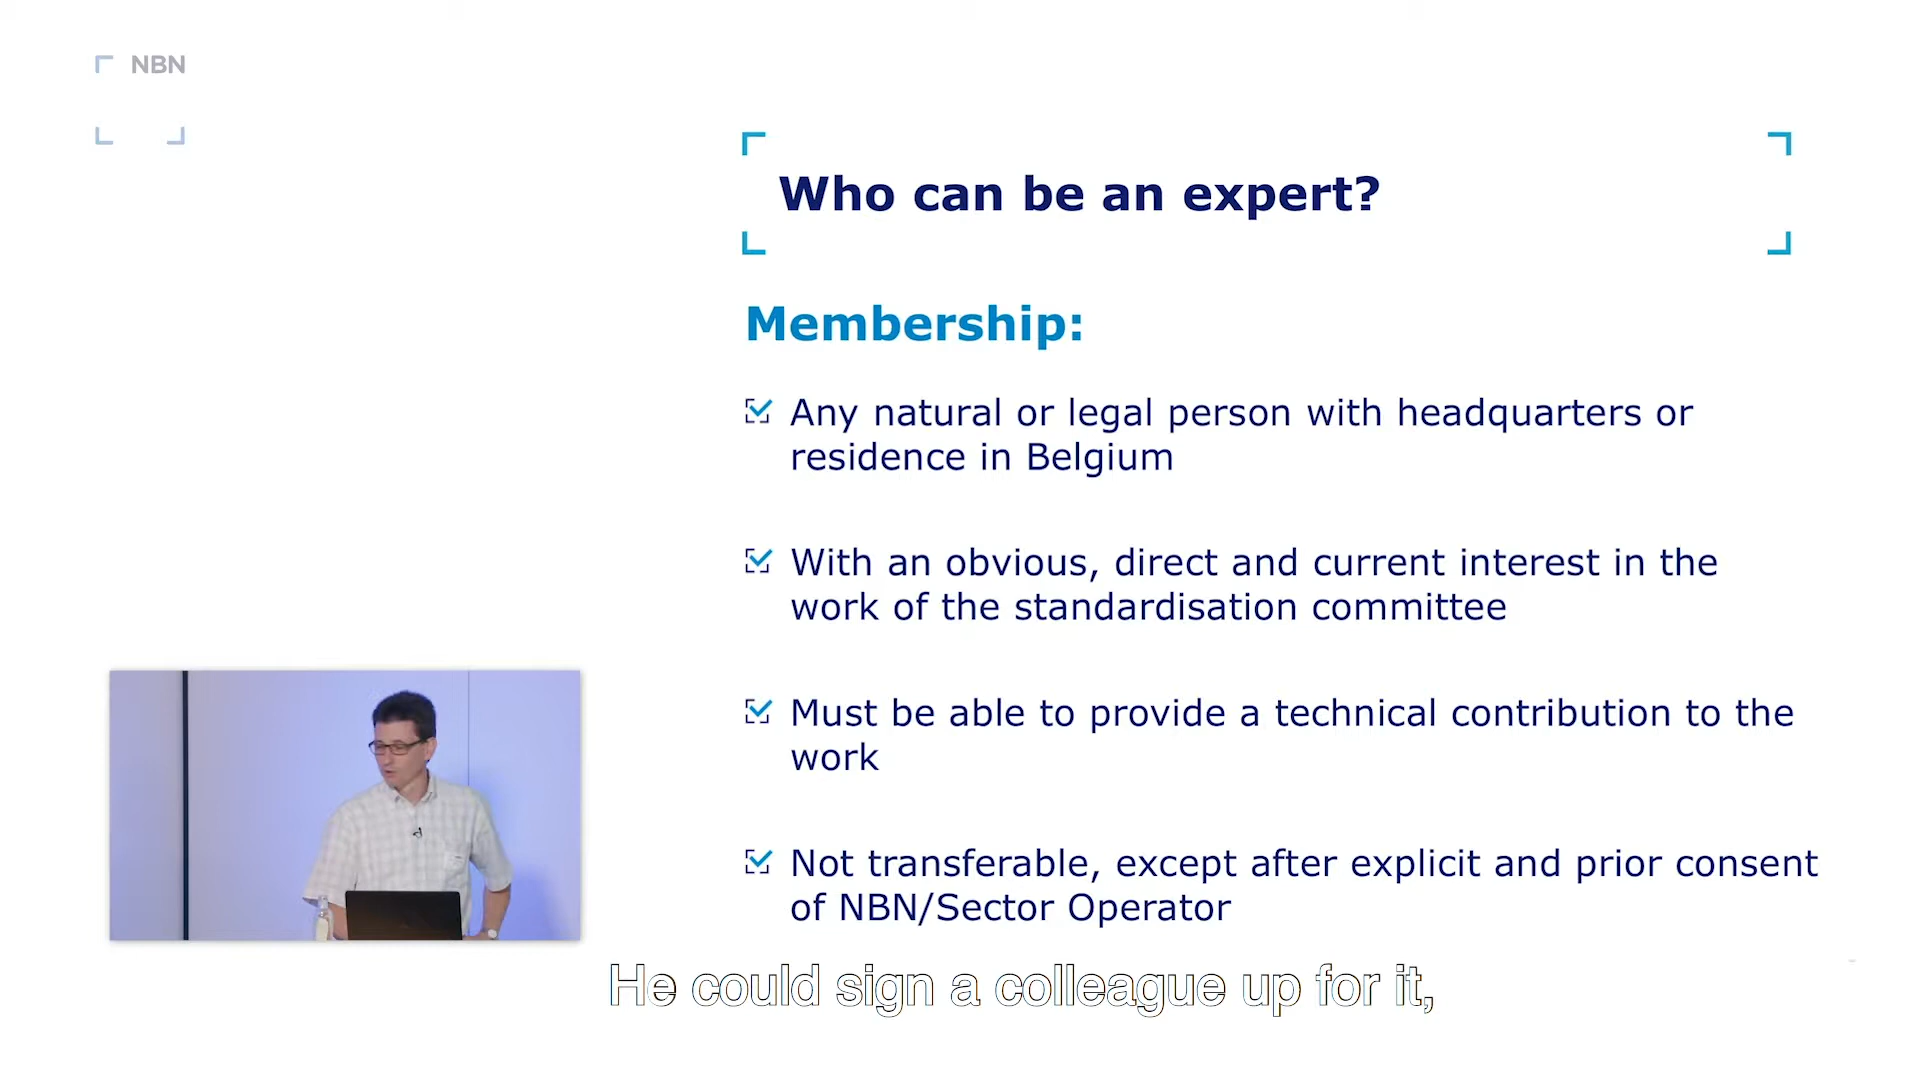 NBN
Who can be an expert?
Membership:
Any natural or legal person with headquarters or
residence in Belgium
With an obvious, direct and current interest in the
work of the standardisation committee
Must be able to provide a technical contribution to the
work
Not transferable, except after explicit and prior consent
of NBN/Sector Operator
He could sign a colleague up for it,